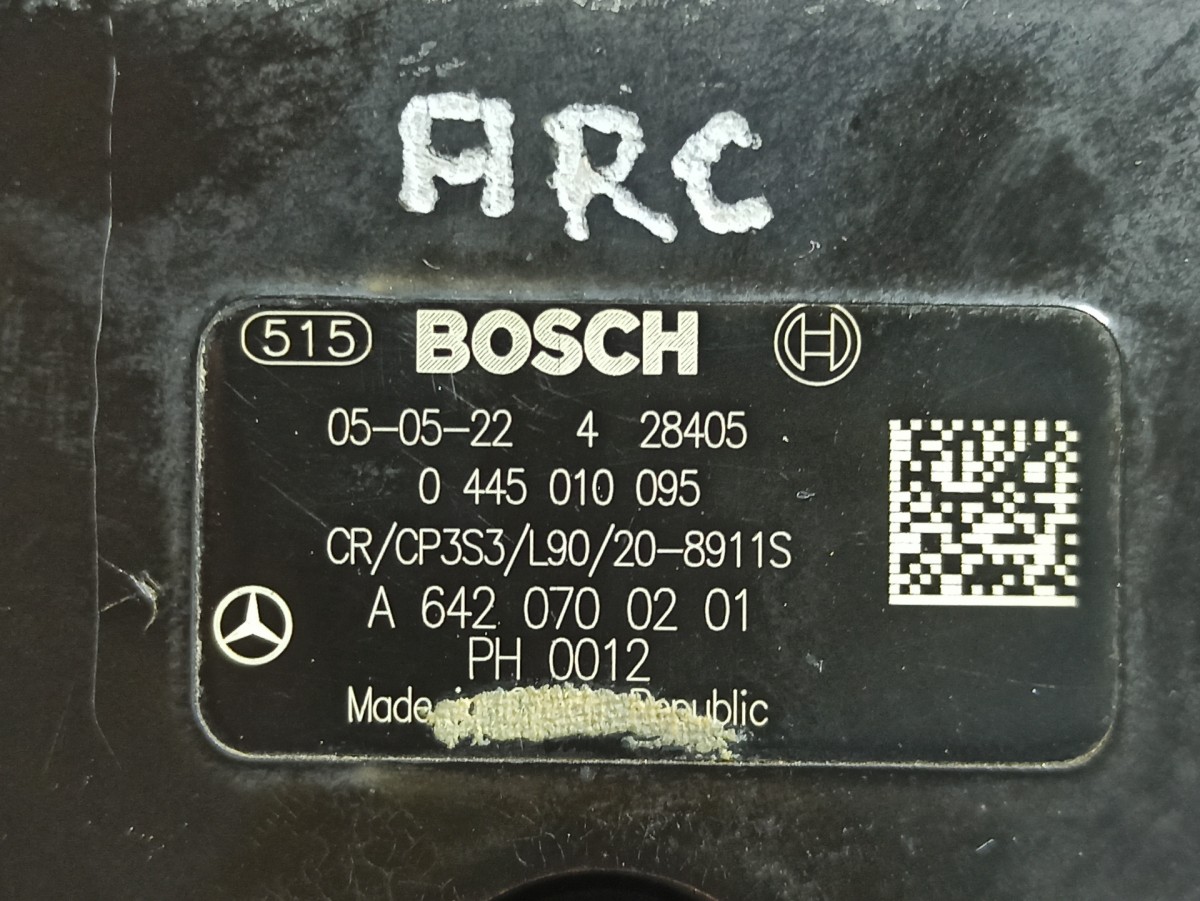 ARC
515 BOSCH
05-05-22 4 28405
0 445 010 095
CR/CP3S3/L90/20-8911S
A 642 070 02 01
PH 0012
Made Republic